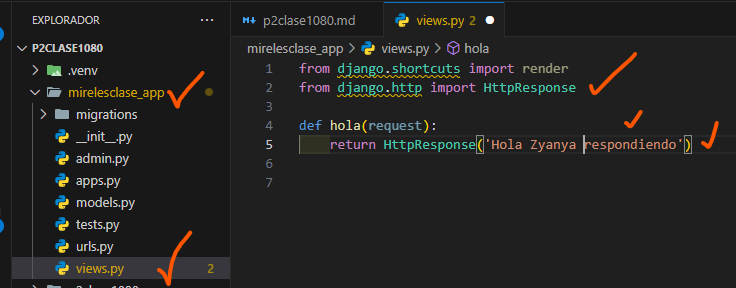 EXPLORADOR ...
P2CLASE1080
.venv
mirelesclase_app
migrations
__init__.py
admin.py
apps.py
models.py
tests.py
urls.py
views.py 2
p2clase1080.md
views.py 2
mirelesclase_app > views.py > hola
1 from django.shortcuts import render
2 from django.http import HttpResponse
3
4 def hola(request):
5 return HttpResponse('Hola Zyanya respondiendo')
6
7